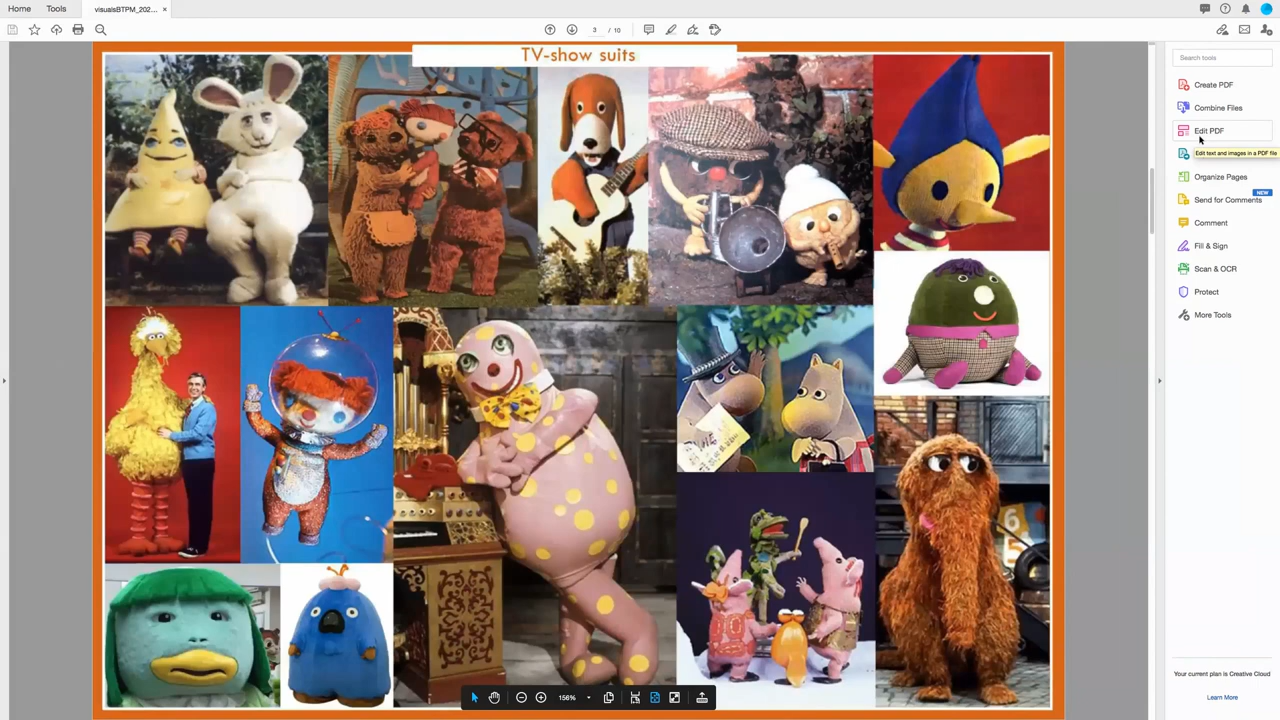 Home
Tools
visualsBTPM_202...
3 / 10
TV-show suits
Search tools
Create PDF
Combine Files
Edit PDF
Edit text and images in a PDF file
Organize Pages
NEW
Send for Comments
Comment
Fill & Sign
Scan & OCR
Protect
More Tools
6
5
156%
Your current plan is Creative Cloud
Learn More